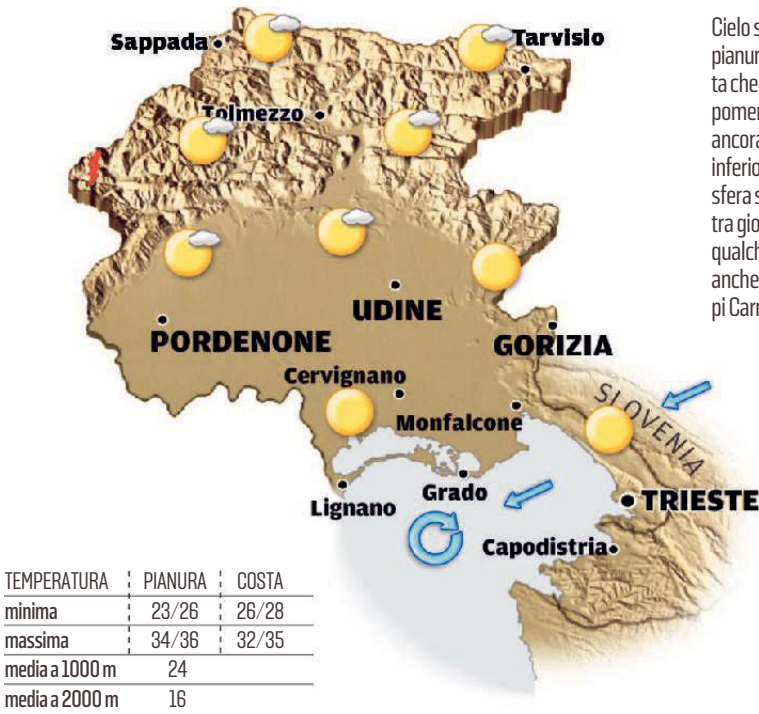 Sappada
Tarvisio
Tolmezzo
UDINE
PORDENONE
GORIZIA
Cervignano
Monfalcone
SLOVENIA
Lignano
Grado
TRIESTE
Capodistria
Cielo s
pianur
ta che
pomer
ancora
inferio
sfera s
tra gio
qualch
anche
pi Carr
TEMPERATURA PIANURA COSTA
minima 23/26 26/28
massima 34/36 32/35
media a 1000 m 24
media a 2000 m 16